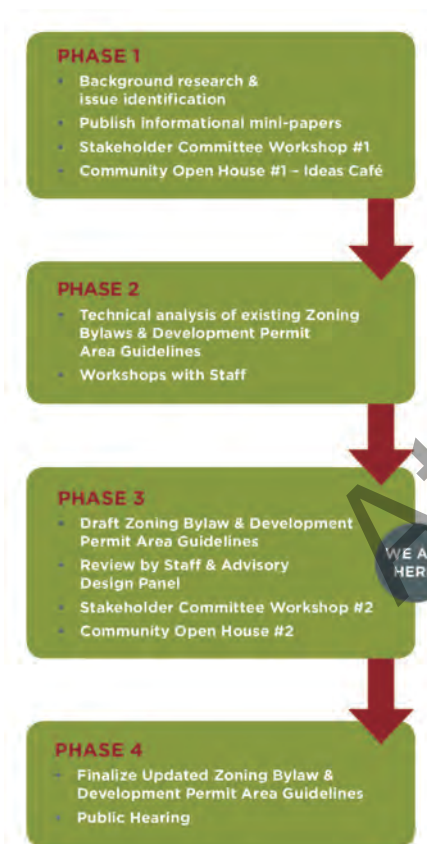 PHASE 1
• Background research &
issue identification
• Publish informational mini-papers
• Stakeholder Committee Workshop #1
• Community Open House #1 – Ideas Café
PHASE 2
• Technical analysis of existing Zoning
Bylaws & Development Permit
Area Guidelines
• Workshops with Staff
PHASE 3
• Draft Zoning Bylaw & Development
Permit Area Guidelines
• Review by Staff & Advisory
Design Panel
• Stakeholder Committee Workshop #2
• Community Open House #2
WE A
HER
PHASE 4
• Finalize Updated Zoning Bylaw &
Development Permit Area Guidelines
• Public Hearing